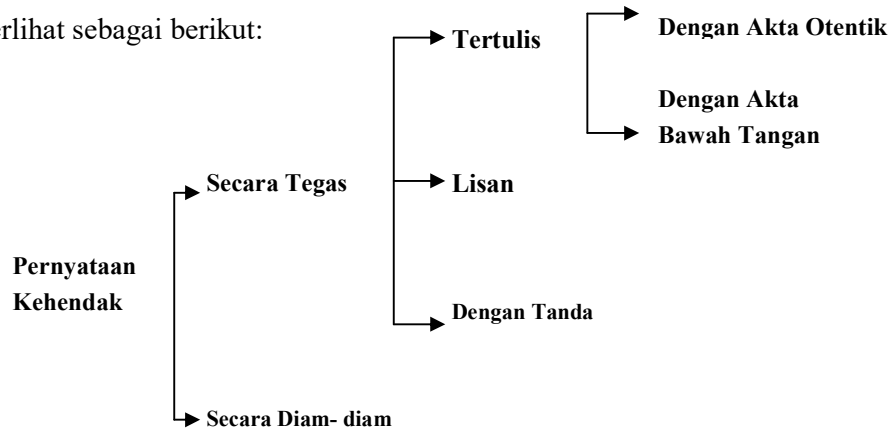 sebagai berikut:
Tertulis
Dengan Akta Otentik
Dengan Akta
Bawah Tangan
Secara Tegas
Lisan
Pernyataan
Kehendak
Dengan Tanda
Secara Diam- diam